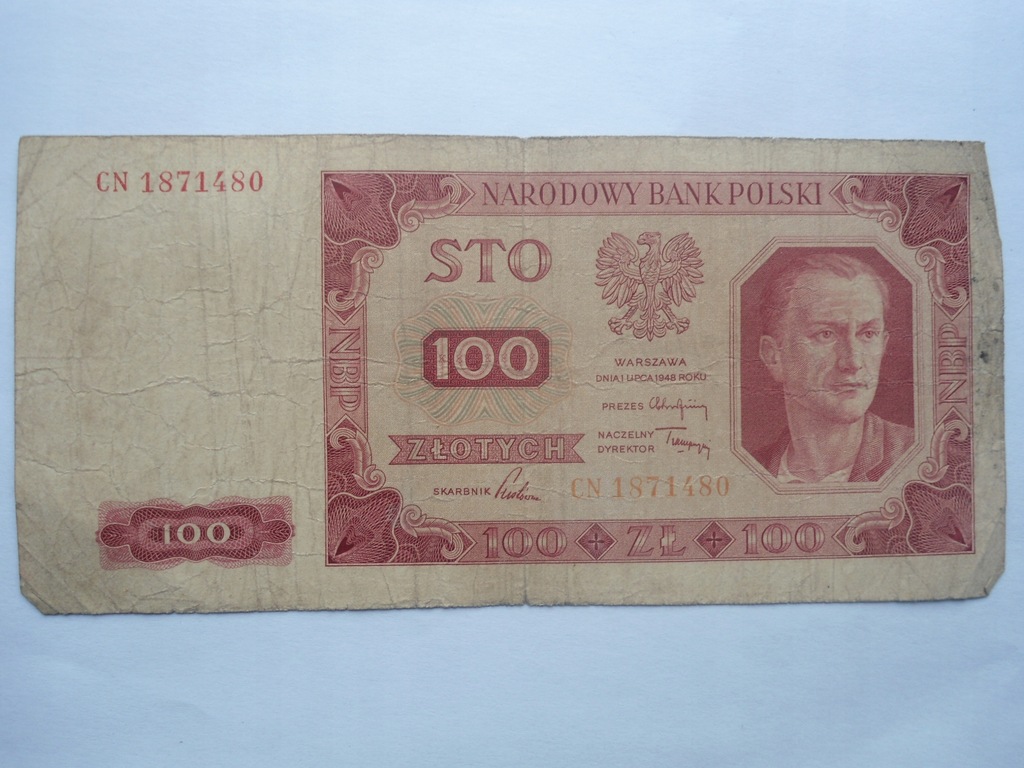 CN 1871480
NARODOWY BANK POLSKI
STO
100
ZŁOTYCH
WARSZAWA
DNIA 1 LIPCA 1948 ROKU
PREZES
NACZELNY
DYREKTOR
SKARBNIK
CN 1871480
NBP
NBP
100
100 ZŁ 100